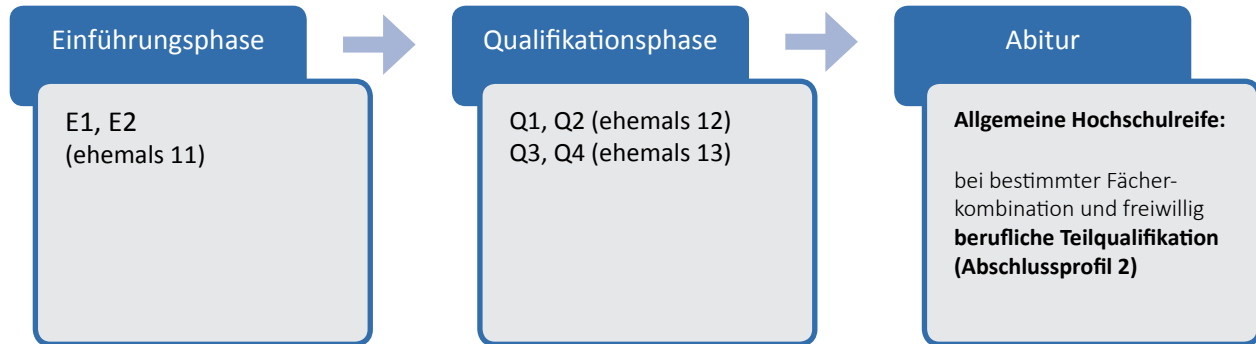 Einführungsphase
E1, E2
(ehemals 11)
Qualifikationsphase
Q1, Q2 (ehemals 12)
Q3, Q4 (ehemals 13)
Abitur
Allgemeine Hochschulreife:
bei bestimmter Fächer-
kombination und freiwillig
berufliche Teilqualifikation
(Abschlussprofil 2)